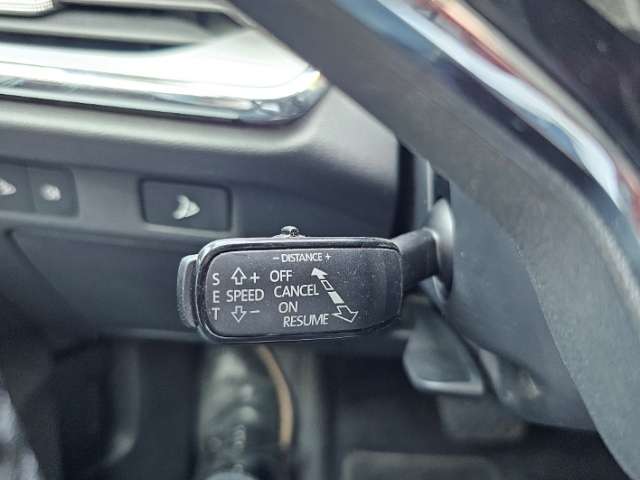 - DISTANCE +
S + OFF
E SPEED CANCEL
T - ON
RESUME